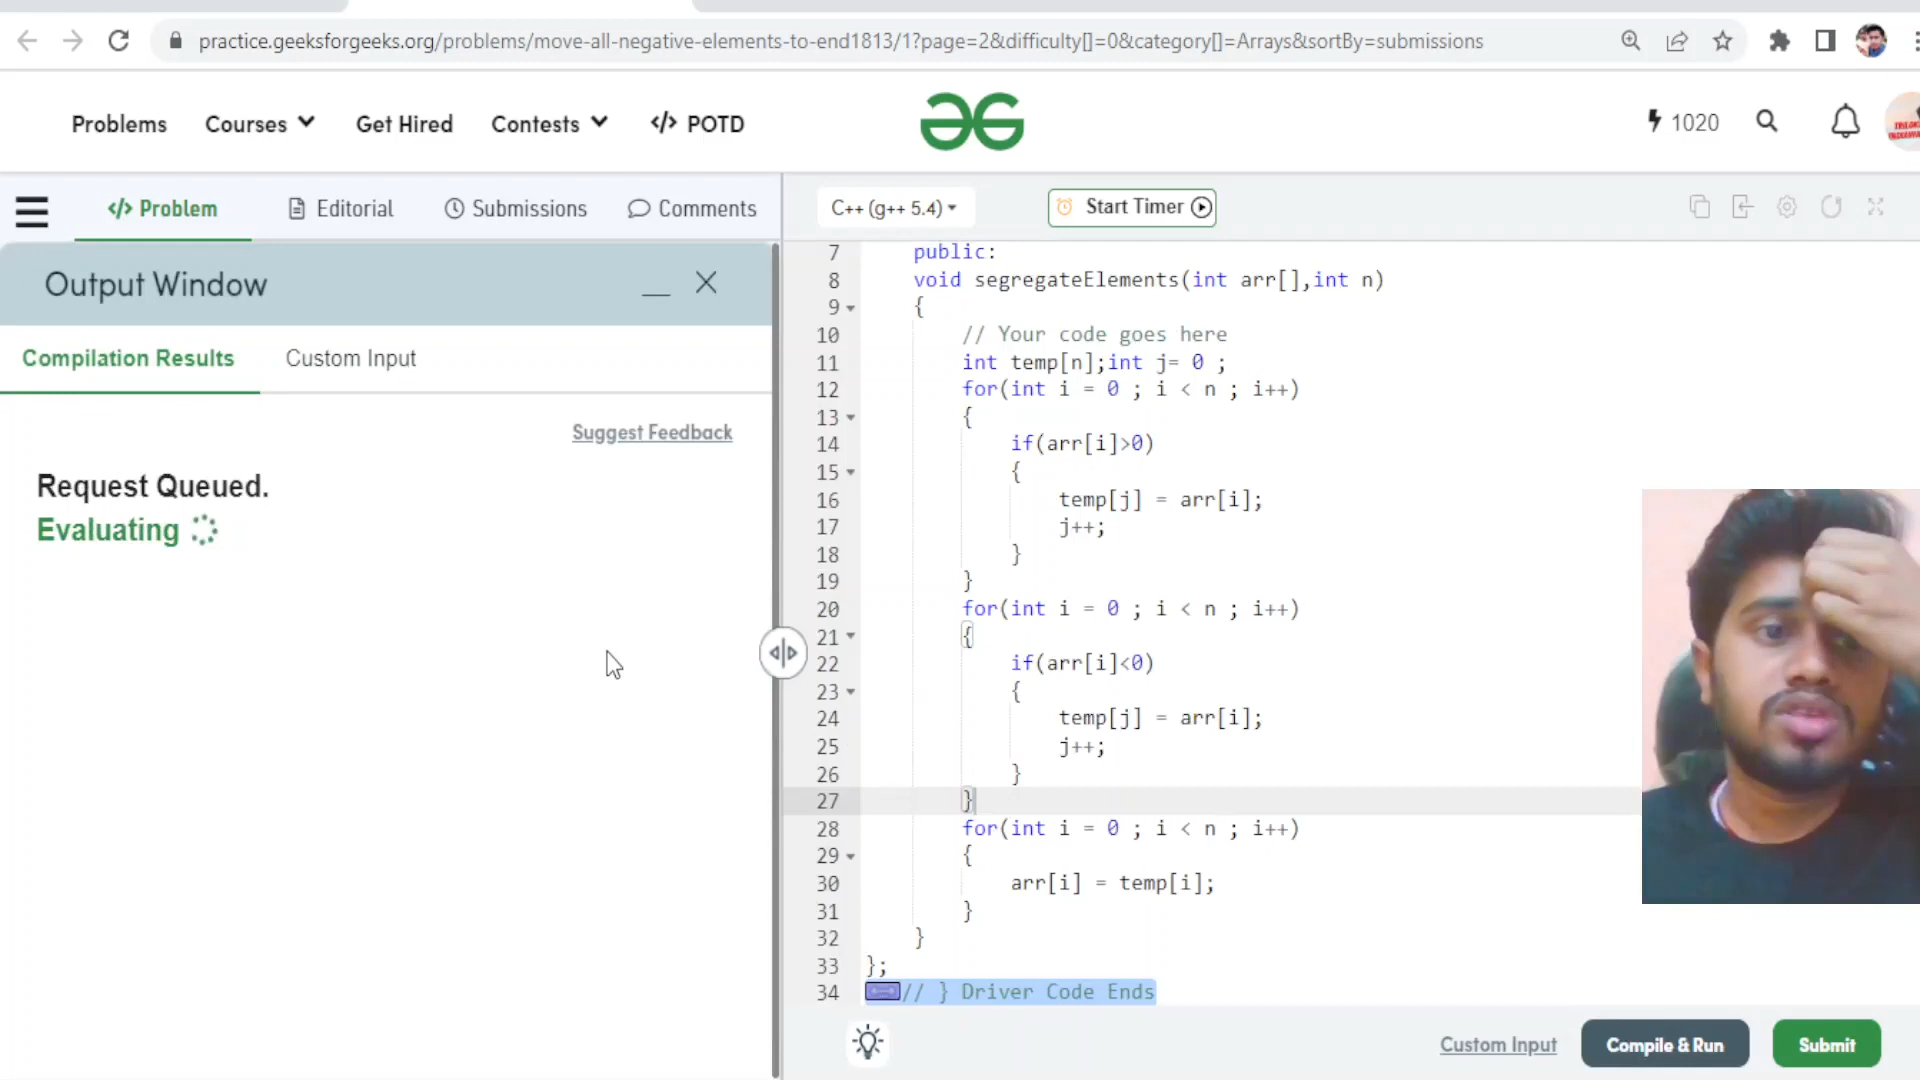 practice.geeksforgeeks.org/problems/move-all-negative-elements-to-end1813/1?page=2&difficulty[]=0&category[]=Arrays&sortBy=submissions
Problems Courses Get Hired Contests </> POTD
1020
</> Problem Editorial Submissions Comments
C++ (g++ 5.4) Start Timer
Output Window
Compilation Results Custom Input
Suggest Feedback
Request Queued.
Evaluating
7 public:
8 void segregateElements(int arr[],int n)
9 {
10 // Your code goes here
11 int temp[n];int j= 0 ;
12 for(int i = 0 ; i < n ; i++)
13 {
14 if(arr[i]>0)
15 {
16 temp[j] = arr[i];
17 j++;
18 }
19 }
20 for(int i = 0 ; i < n ; i++)
21 {
22 if(arr[i]<0)
23 {
24 temp[j] = arr[i];
25 j++;
26 }
27 }
28 for(int i = 0 ; i < n ; i++)
29 {
30 arr[i] = temp[i];
31 }
32 }
33 };
34 // } Driver Code Ends
Custom Input Compile & Run Submit